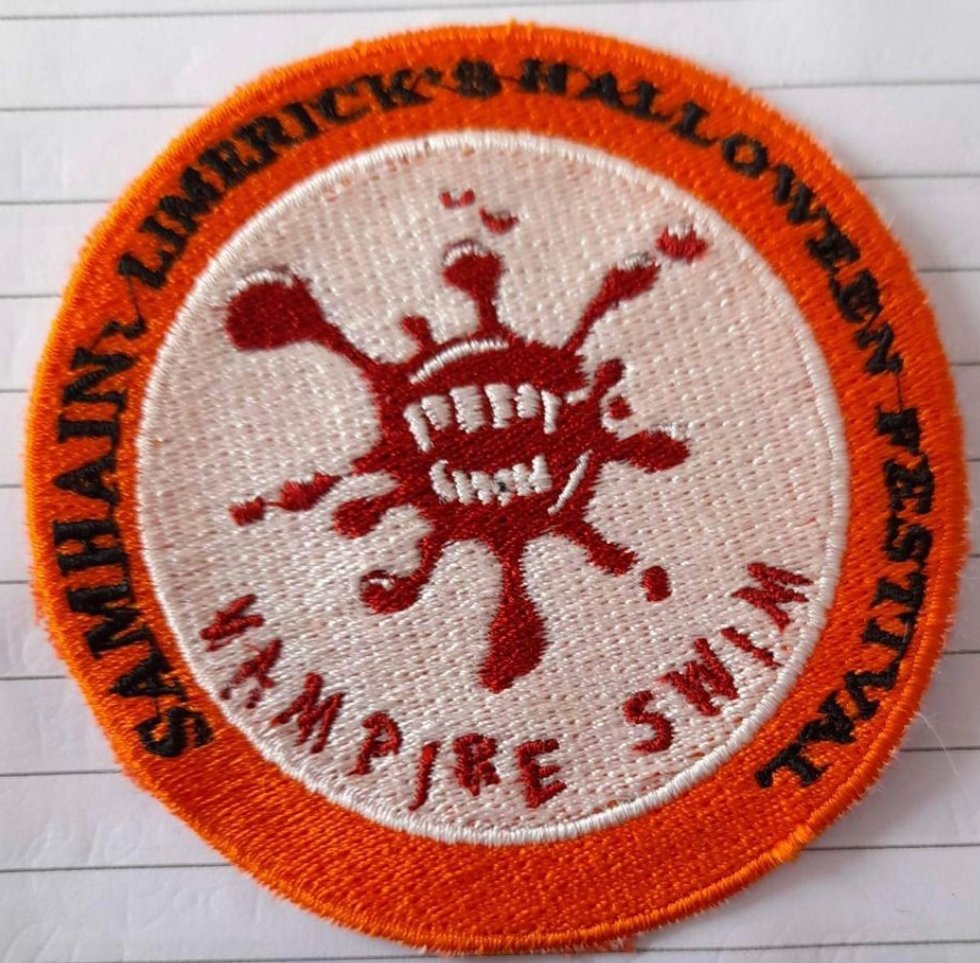 SAMHAIN~LIMERICK'S HALLOWEEN FESTIVAL
VAMPIRE SWIM